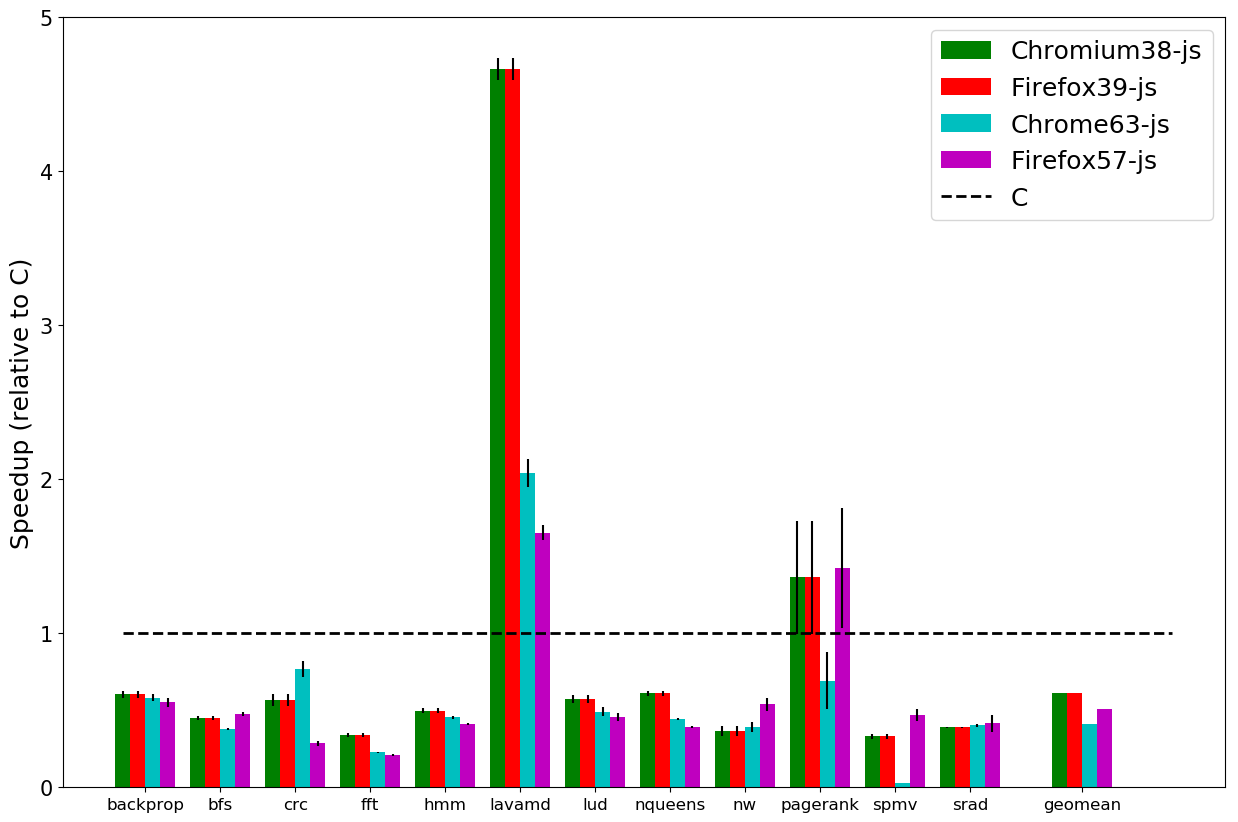 Speedup (relative to C)
5
4
3
2
1
0
Chromium38-js
Firefox39-js
Chrome63-js
Firefox57-js
C
backprop bfs crc fft hmm lavamd lud nqueens nw pagerank spmv srad geomean